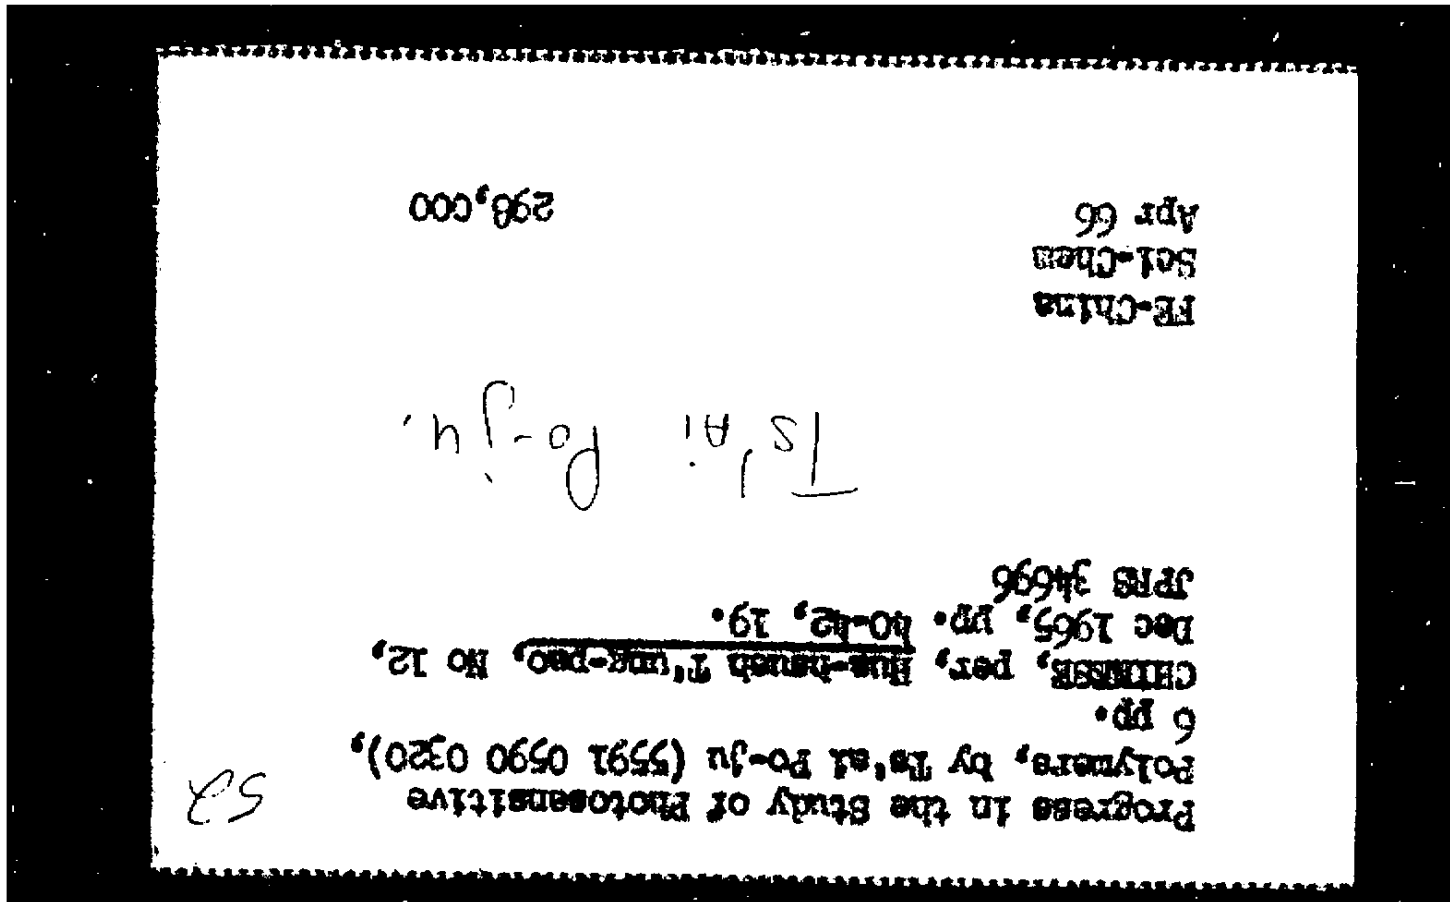 Progress in the Study of Photosensitive
Polymers, by Ts'ai Po-ju (5591 0590 0320),
6 pp.
CHINESE, per, Hua-hsueh T'ung-pao, No 12,
Dec 1965, pp. 40-42, 19.
JPRS 34696
Ts'Ai Po-ju.
FE-China
Sci-Chem
Apr 66
298,000
52